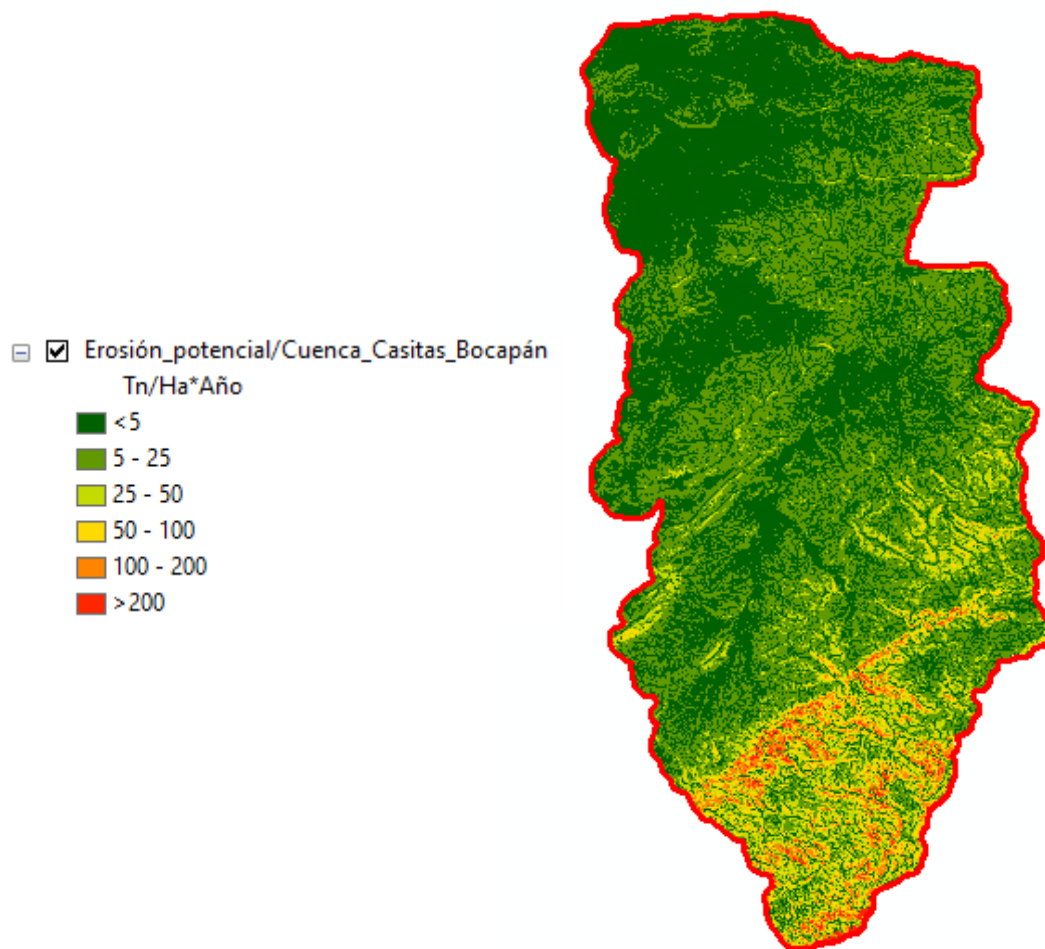 Erosión_potencial/Cuenca_Casitas_Bocapán
Tn/Ha*Año
<5
5 - 25
25 - 50
50 - 100
100 - 200
>200